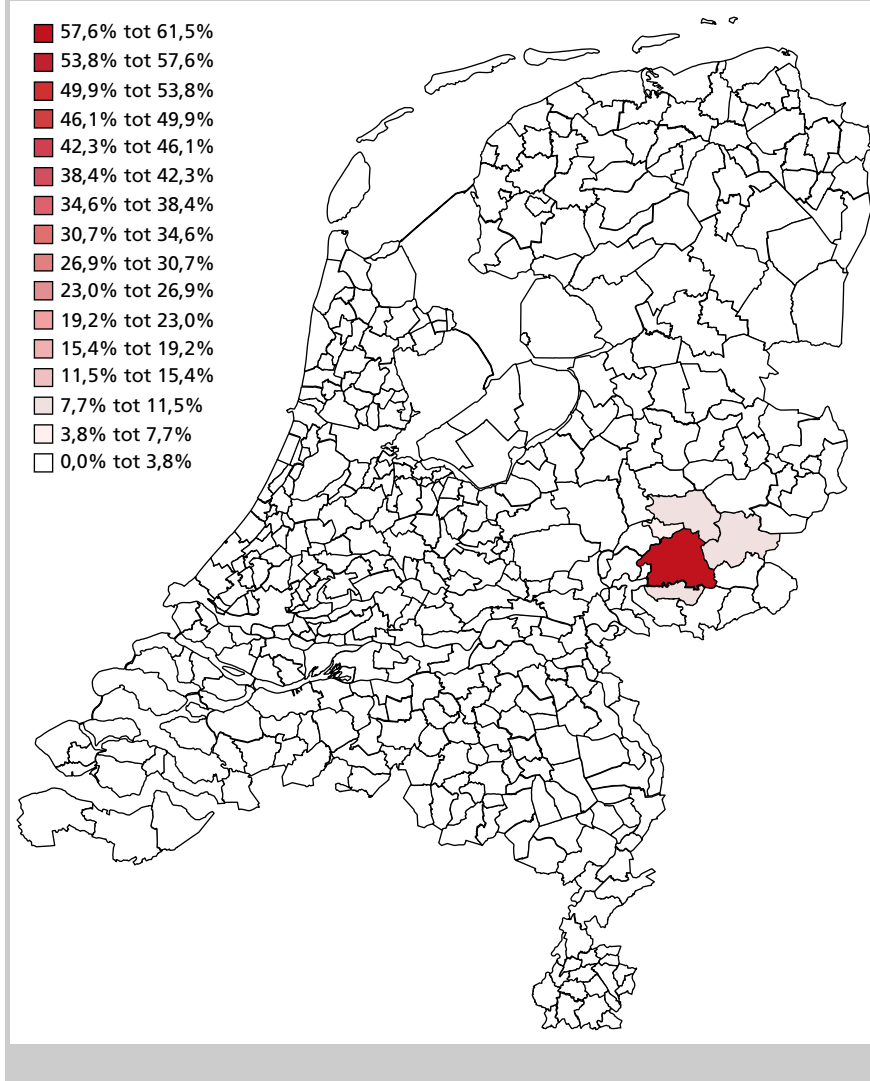 57,6% tot 61,5%
53,8% tot 57,6%
49,9% tot 53,8%
46,1% tot 49,9%
42,3% tot 46,1%
38,4% tot 42,3%
34,6% tot 38,4%
30,7% tot 34,6%
26,9% tot 30,7%
23,0% tot 26,9%
19,2% tot 23,0%
15,4% tot 19,2%
11,5% tot 15,4%
7,7% tot 11,5%
3,8% tot 7,7%
0,0% tot 3,8%